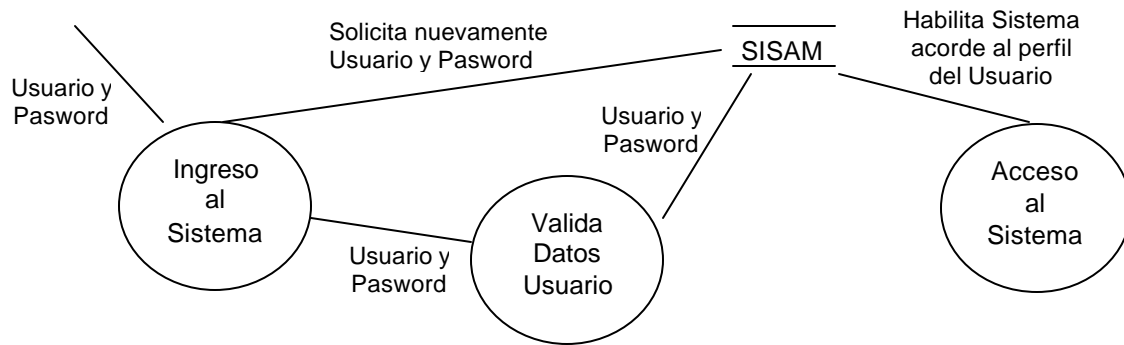 Solicita nuevamente
Usuario y Pasword
SISAM
Habilita Sistema
acorde al perfil
del Usuario
Usuario y
Pasword
Usuario y
Pasword
Ingreso
al
Sistema
Acceso
al
Sistema
Valida
Datos
Usuario
Usuario y
Pasword